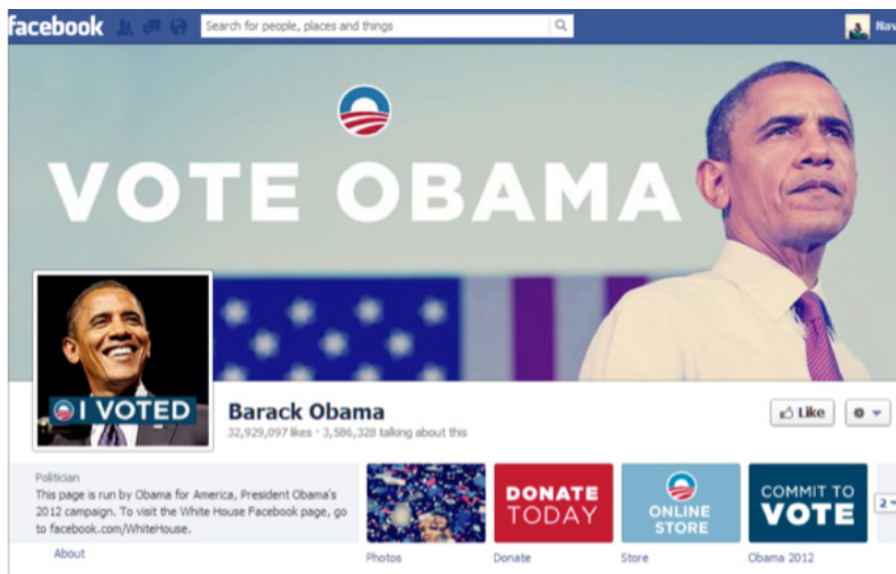 facebook
Search for people, places and things
Nav
VOTE OBAMA
I VOTED
Barack Obama
32,929,097 likes · 3,586,328 talking about this
Like
Politician
This page is run by Obama for America, President Obama's
2012 campaign. To visit the White House Facebook page, go
to facebook.com/WhiteHouse.
About
DONATE
TODAY
ONLINE
STORE
COMMIT TO
VOTE
2
Photos
Donate
Store
Obama 2012